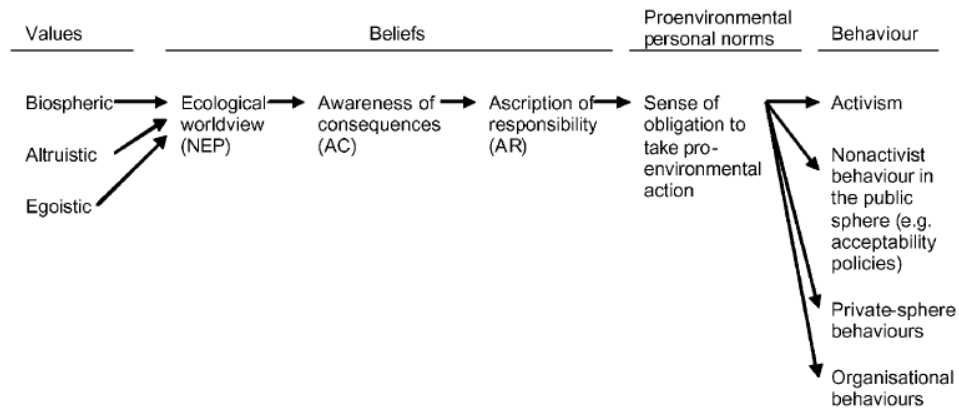 Values
Beliefs
Proenvironmental
personal norms
Behaviour
Biospheric
Altruistic
Egoistic
Ecological
worldview
(NEP)
Awareness of
consequences
(AC)
Ascription of
responsibility
(AR)
Sense of
obligation to
take pro-
environmental
action
Activism
Nonactivist
behaviour in
the public
sphere (e.g.
acceptability
policies)
Private-sphere
behaviours
Organisational
behaviours